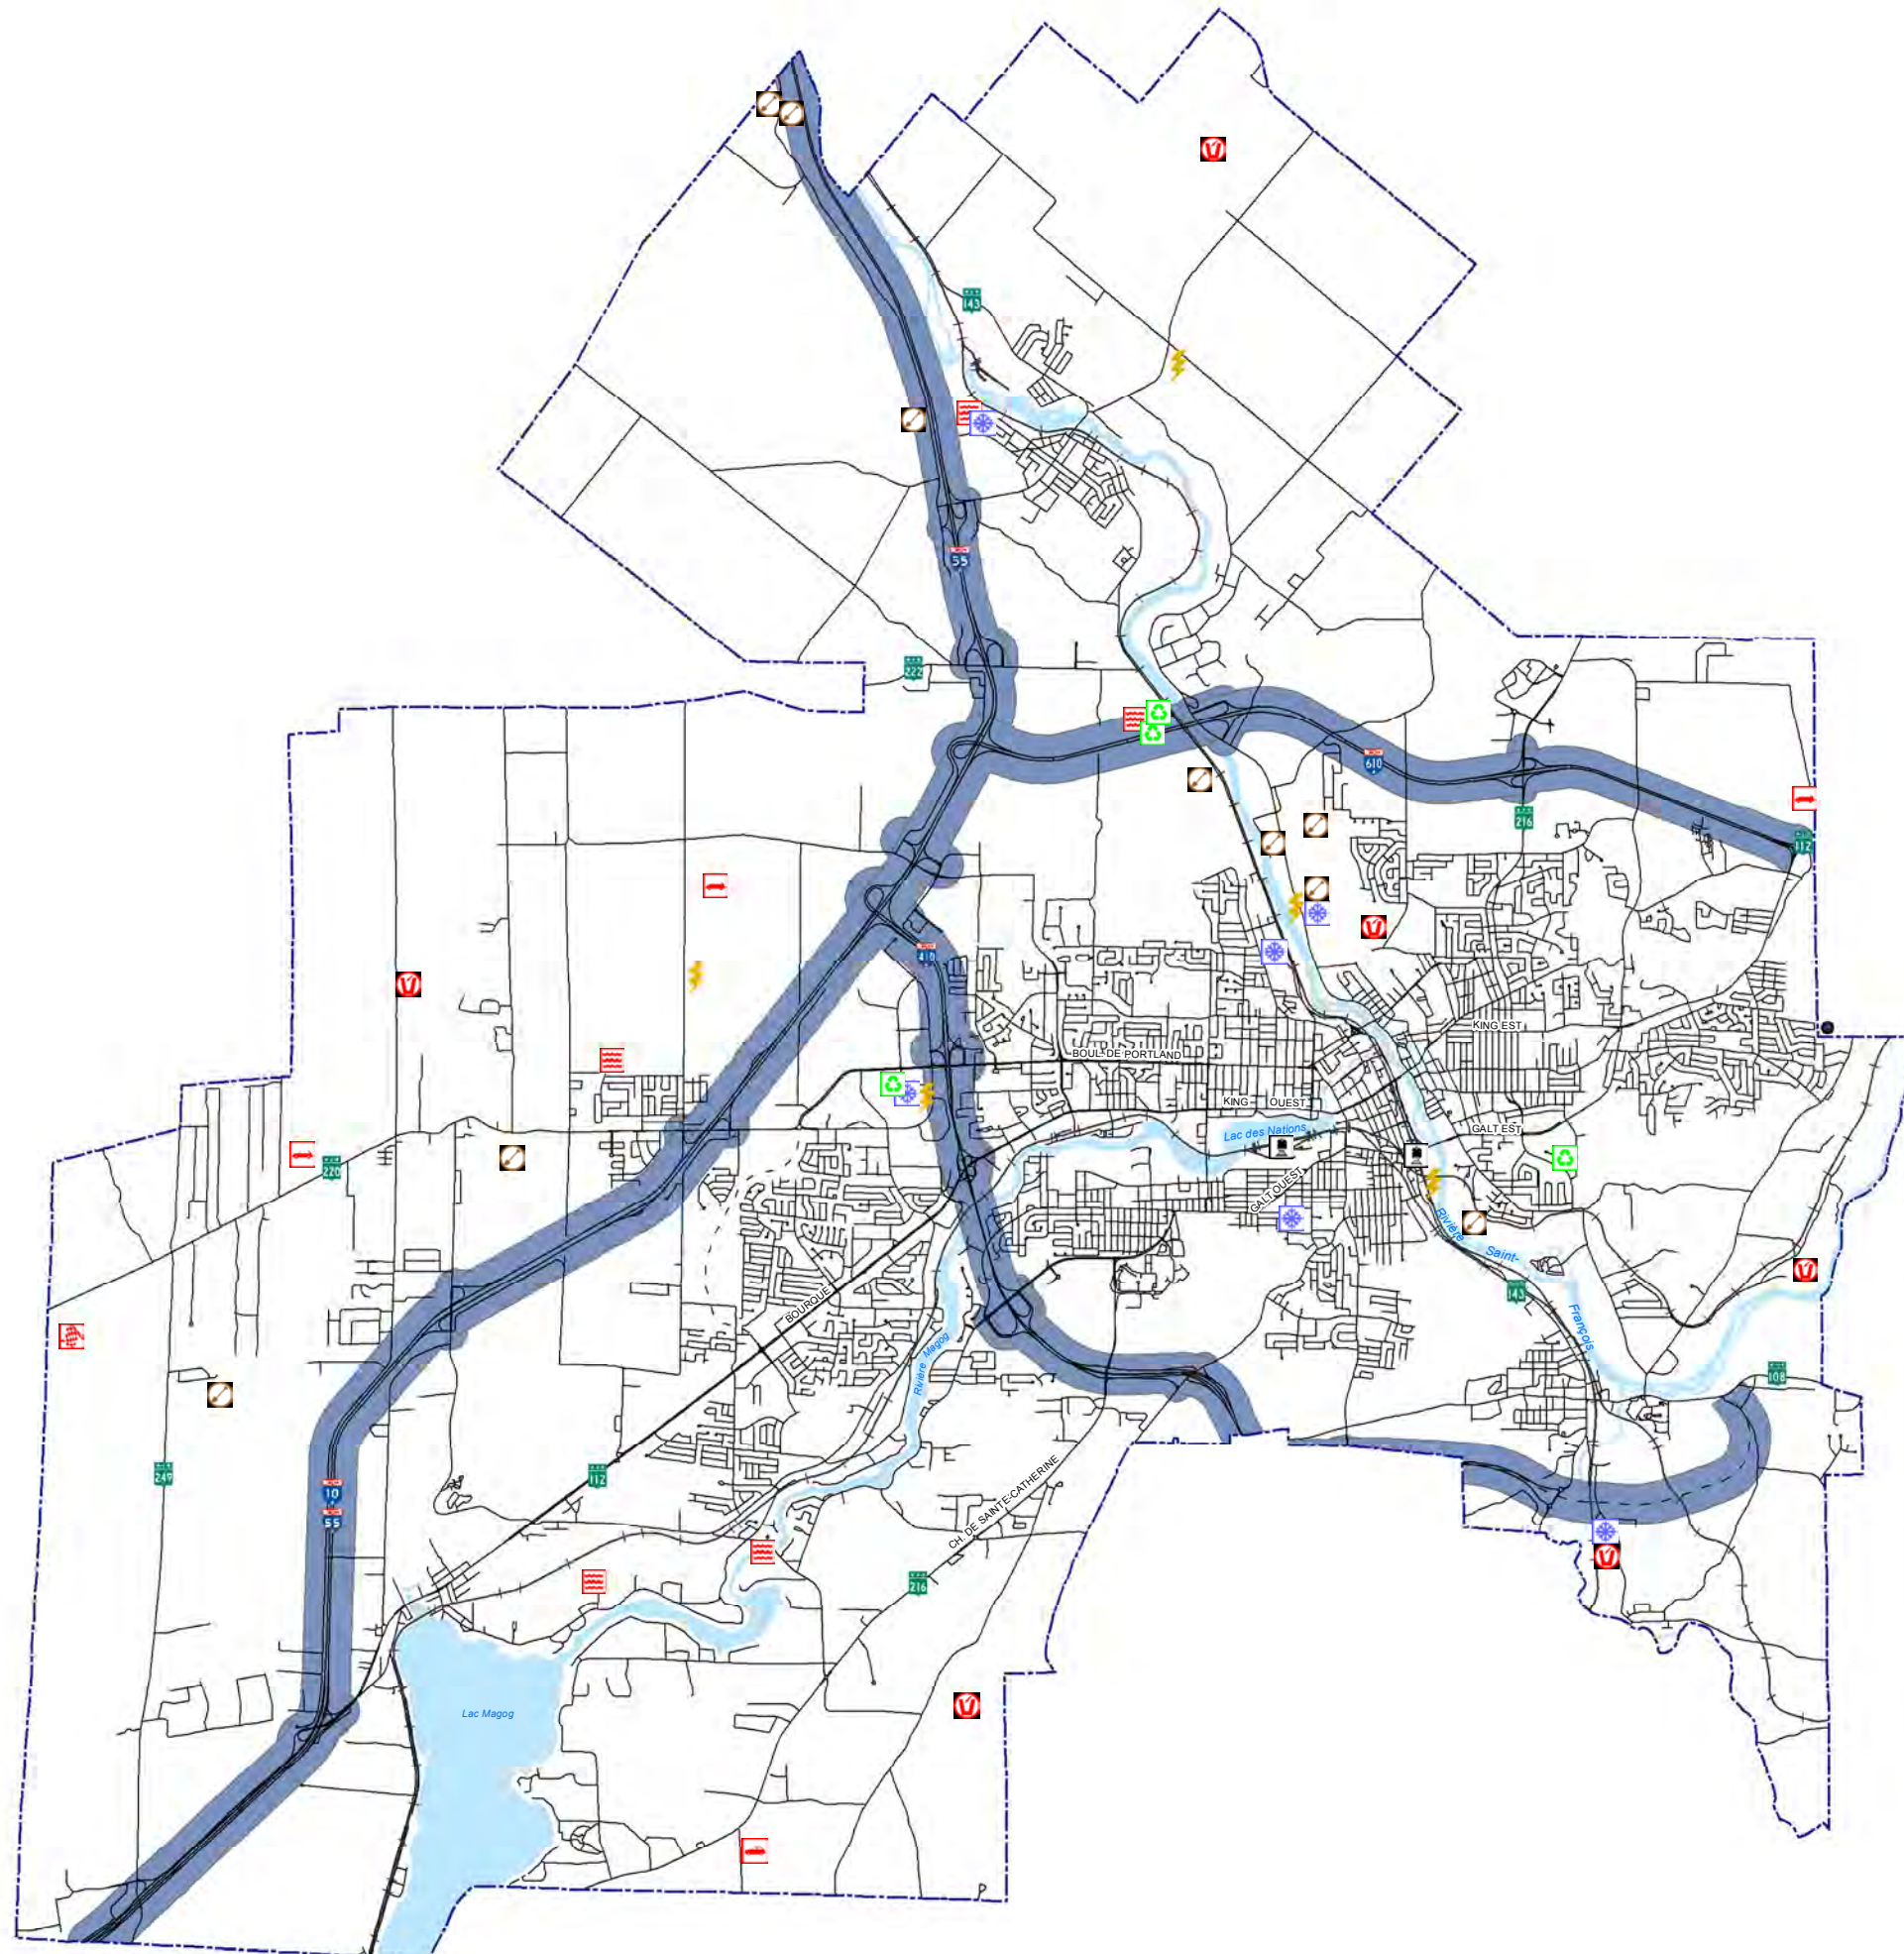 143
55
222
610
216
112
410
KING EST
BOUL. DE PORTLAND
KING OUEST
Lac des Nations
GALT EST
220
GALT OUEST
Rivière
Saint-
François
143
BOURQUE
Rivière Magog
108
249
112
10
55
CH. DE SAINTE-CATHERINE
216
Lac Magog